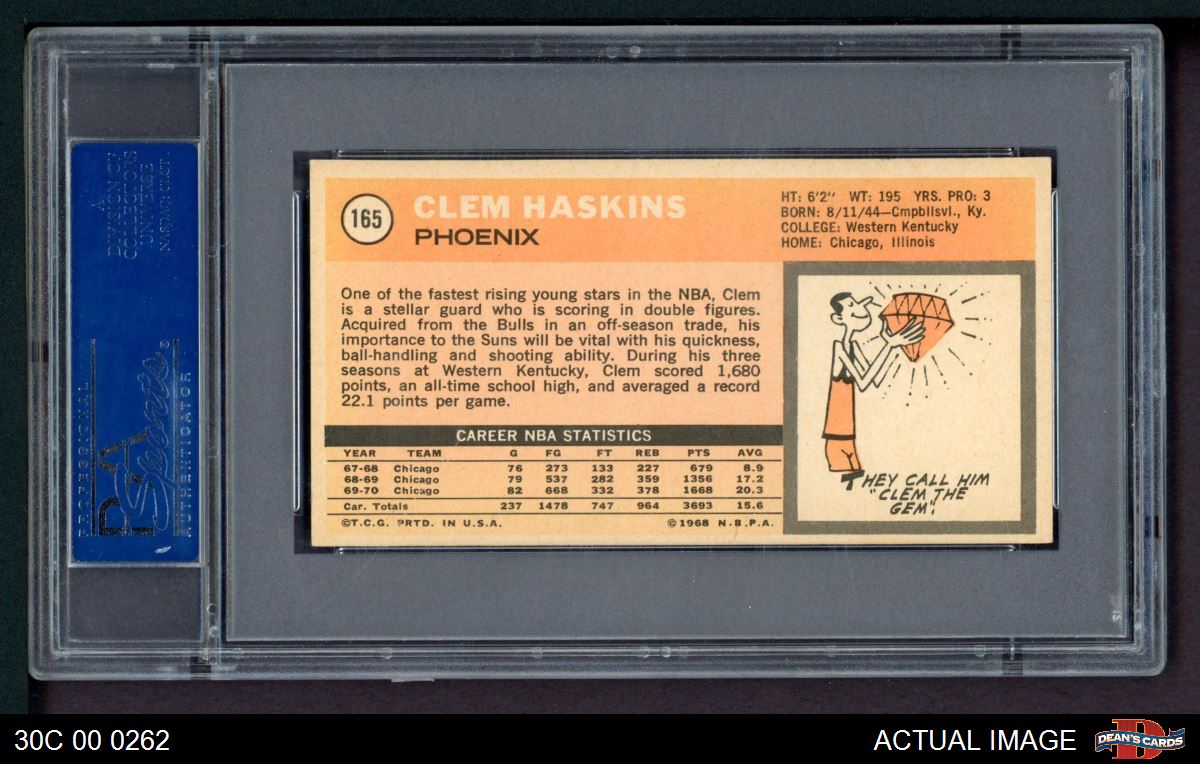 A
DIVISION OF
COLLECTORS
UNIVERSE
NASDAQ: CLCT
PROFESSIONAL
PSA
Sports
®
AUTHENTICATOR
165
CLEM HASKINS
PHOENIX
HT: 6'2" WT: 195 YRS. PRO: 3
BORN: 8/11/44—Cmpbllsvl., Ky.
COLLEGE: Western Kentucky
HOME: Chicago, Illinois
One of the fastest rising young stars in the NBA, Clem
is a stellar guard who is scoring in double figures.
Acquired from the Bulls in an off-season trade, his
importance to the Suns will be vital with his quickness,
ball-handling and shooting ability. During his three
seasons at Western Kentucky, Clem scored 1,680
points, an all-time school high, and averaged a record
22.1 points per game.
CAREER NBA STATISTICS
YEAR TEAM G FG FT REB PTS AVG
67-68 Chicago 76 273 133 227 679 8.9
68-69 Chicago 79 537 282 359 1356 17.2
69-70 Chicago 82 668 332 378 1668 20.3
Car. Totals 237 1478 747 964 3693 15.6
©T.C.G. PRTD. IN U.S.A. ©1968 N.B.P.A.
THEY CALL HIM
"CLEM THE
GEM".
30C 00 0262
ACTUAL IMAGE
DEAN'S CARDS